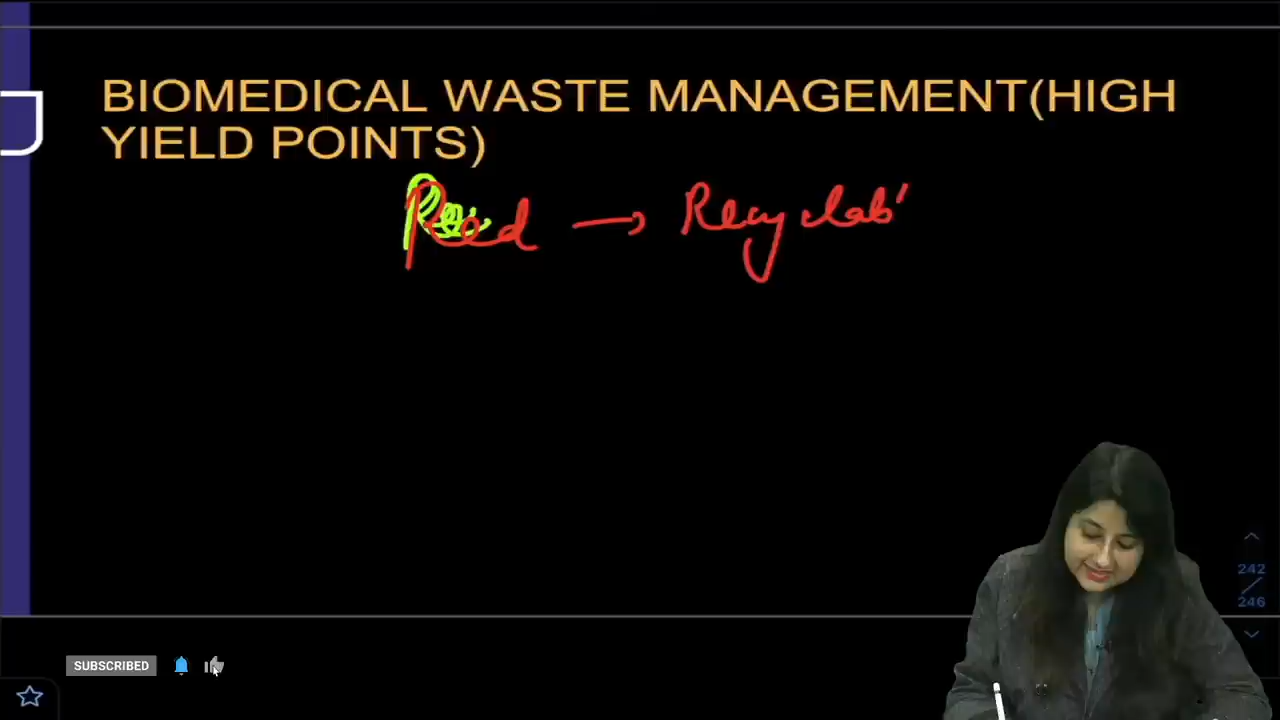 BIOMEDICAL WASTE MANAGEMENT(HIGH
YIELD POINTS)
Red → Recyclab
242
246
SUBSCRIBED